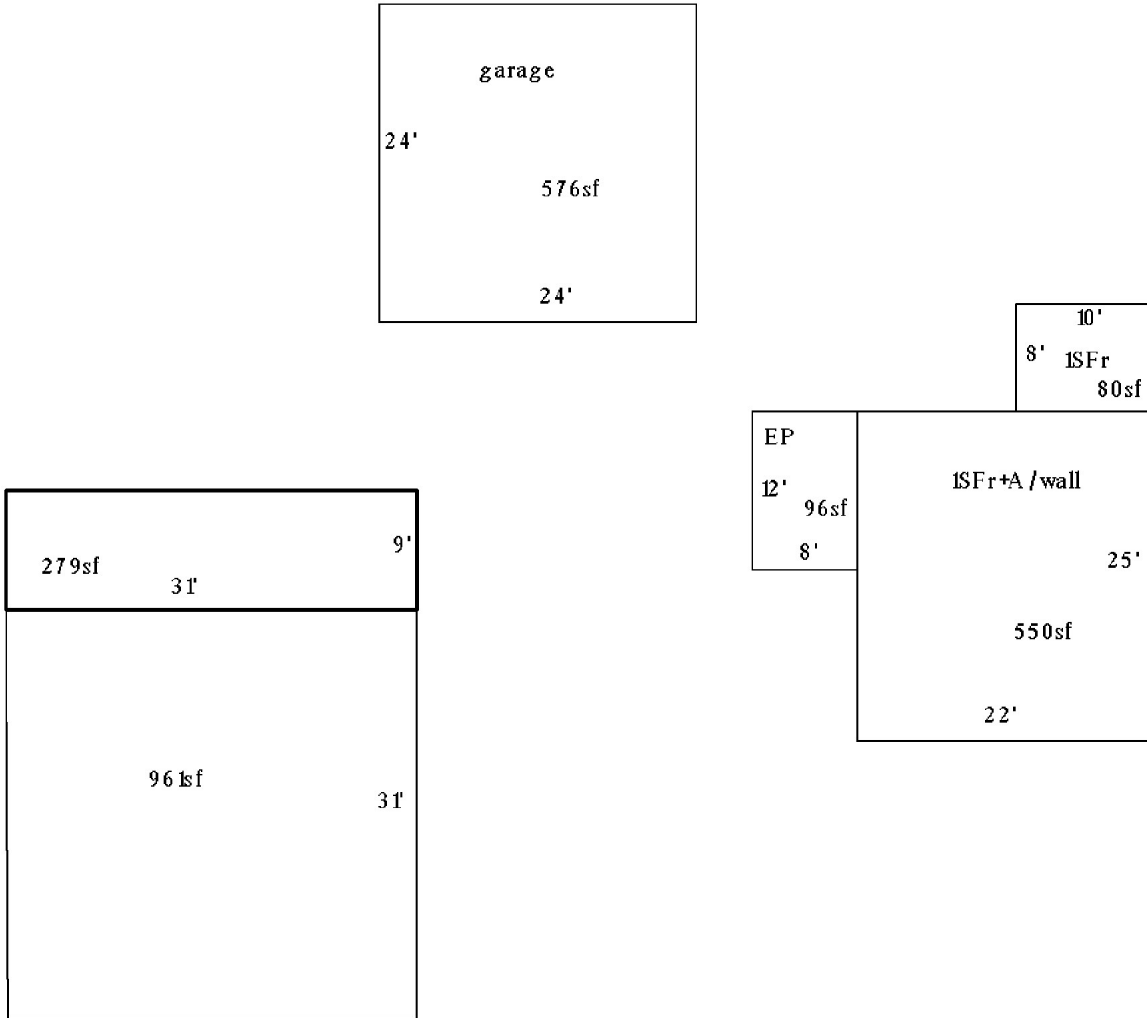 garage
24'
576sf
24'
10'
8' 1SFr
80sf
EP
12'
96sf
8'
1SFr+A/wall
25'
550sf
22'
9'
279sf
31'
961sf
31'